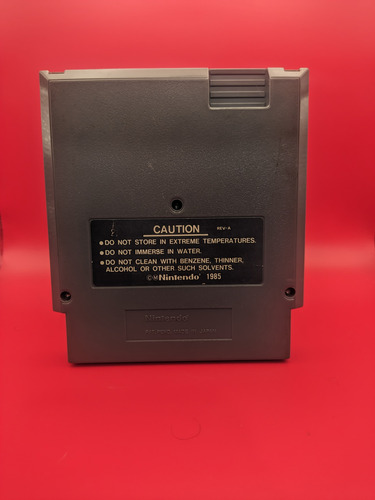 CAUTION REV-A
• DO NOT STORE IN EXTREME TEMPERATURES.
• DO NOT IMMERSE IN WATER.
• DO NOT CLEAN WITH BENZENE, THINNER,
ALCOHOL OR OTHER SUCH SOLVENTS.
©Ⓜ Nintendo® 1985
Nintendo®